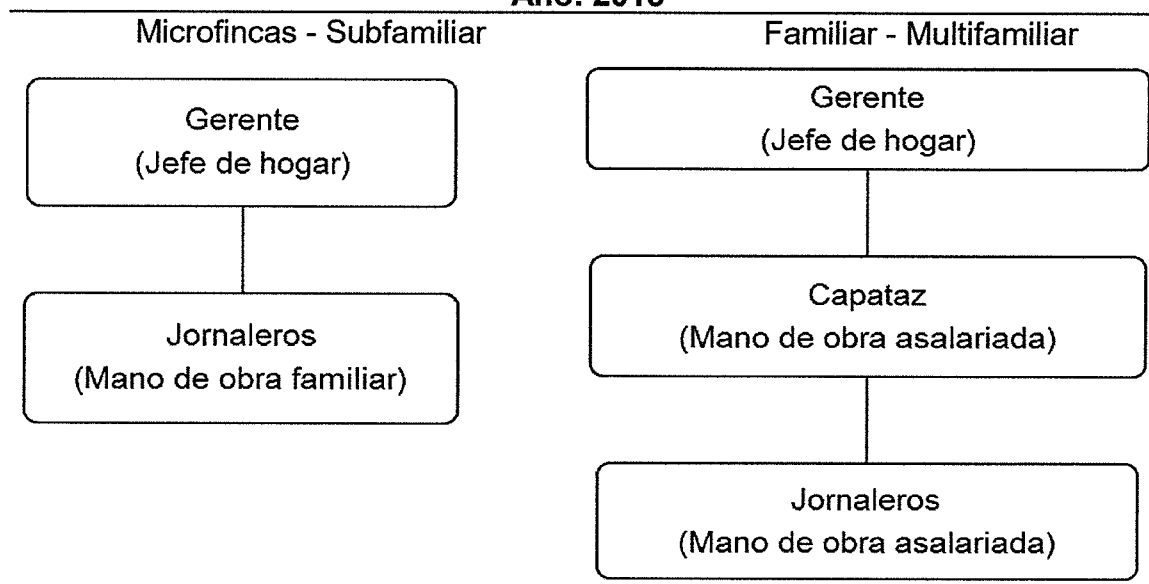 Microfincas - Subfamiliar
Gerente
(Jefe de hogar)
Jornaleros
(Mano de obra familiar)
Familiar - Multifamiliar
Gerente
(Jefe de hogar)
Capataz
(Mano de obra asalariada)
Jornaleros
(Mano de obra asalariada)